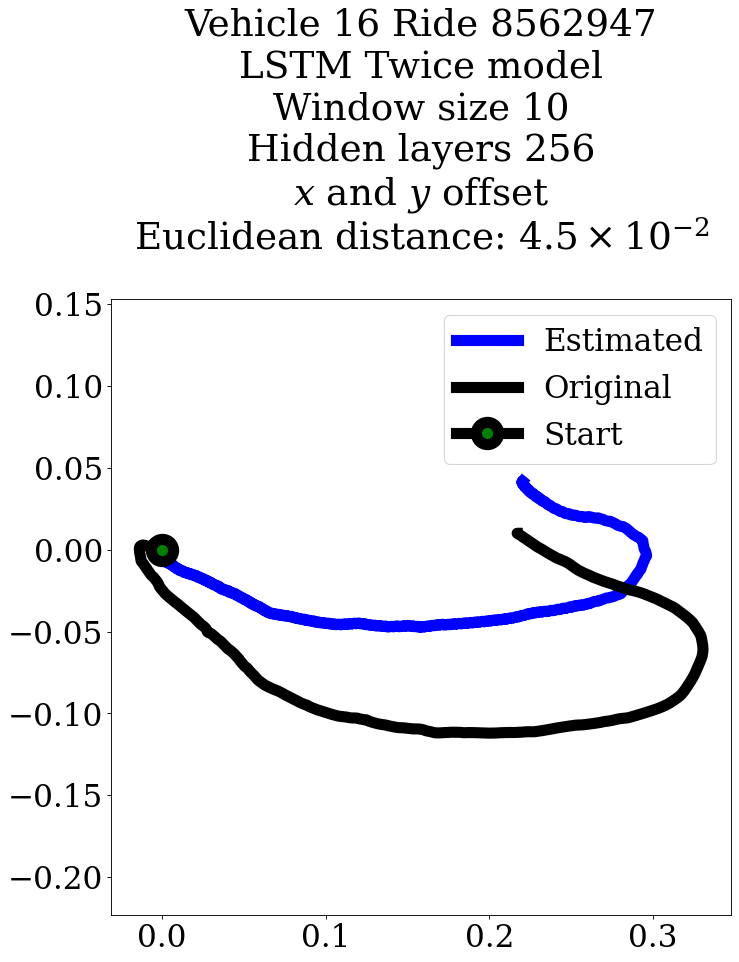 Vehicle 16 Ride 8562947
LSTM Twice model
Window size 10
Hidden layers 256
x and y offset
Euclidean distance: 4.5 × 10⁻²
0.15
0.10
0.05
0.00
−0.05
−0.10
−0.15
−0.20
Estimated
Original
Start
0.0 0.1 0.2 0.3